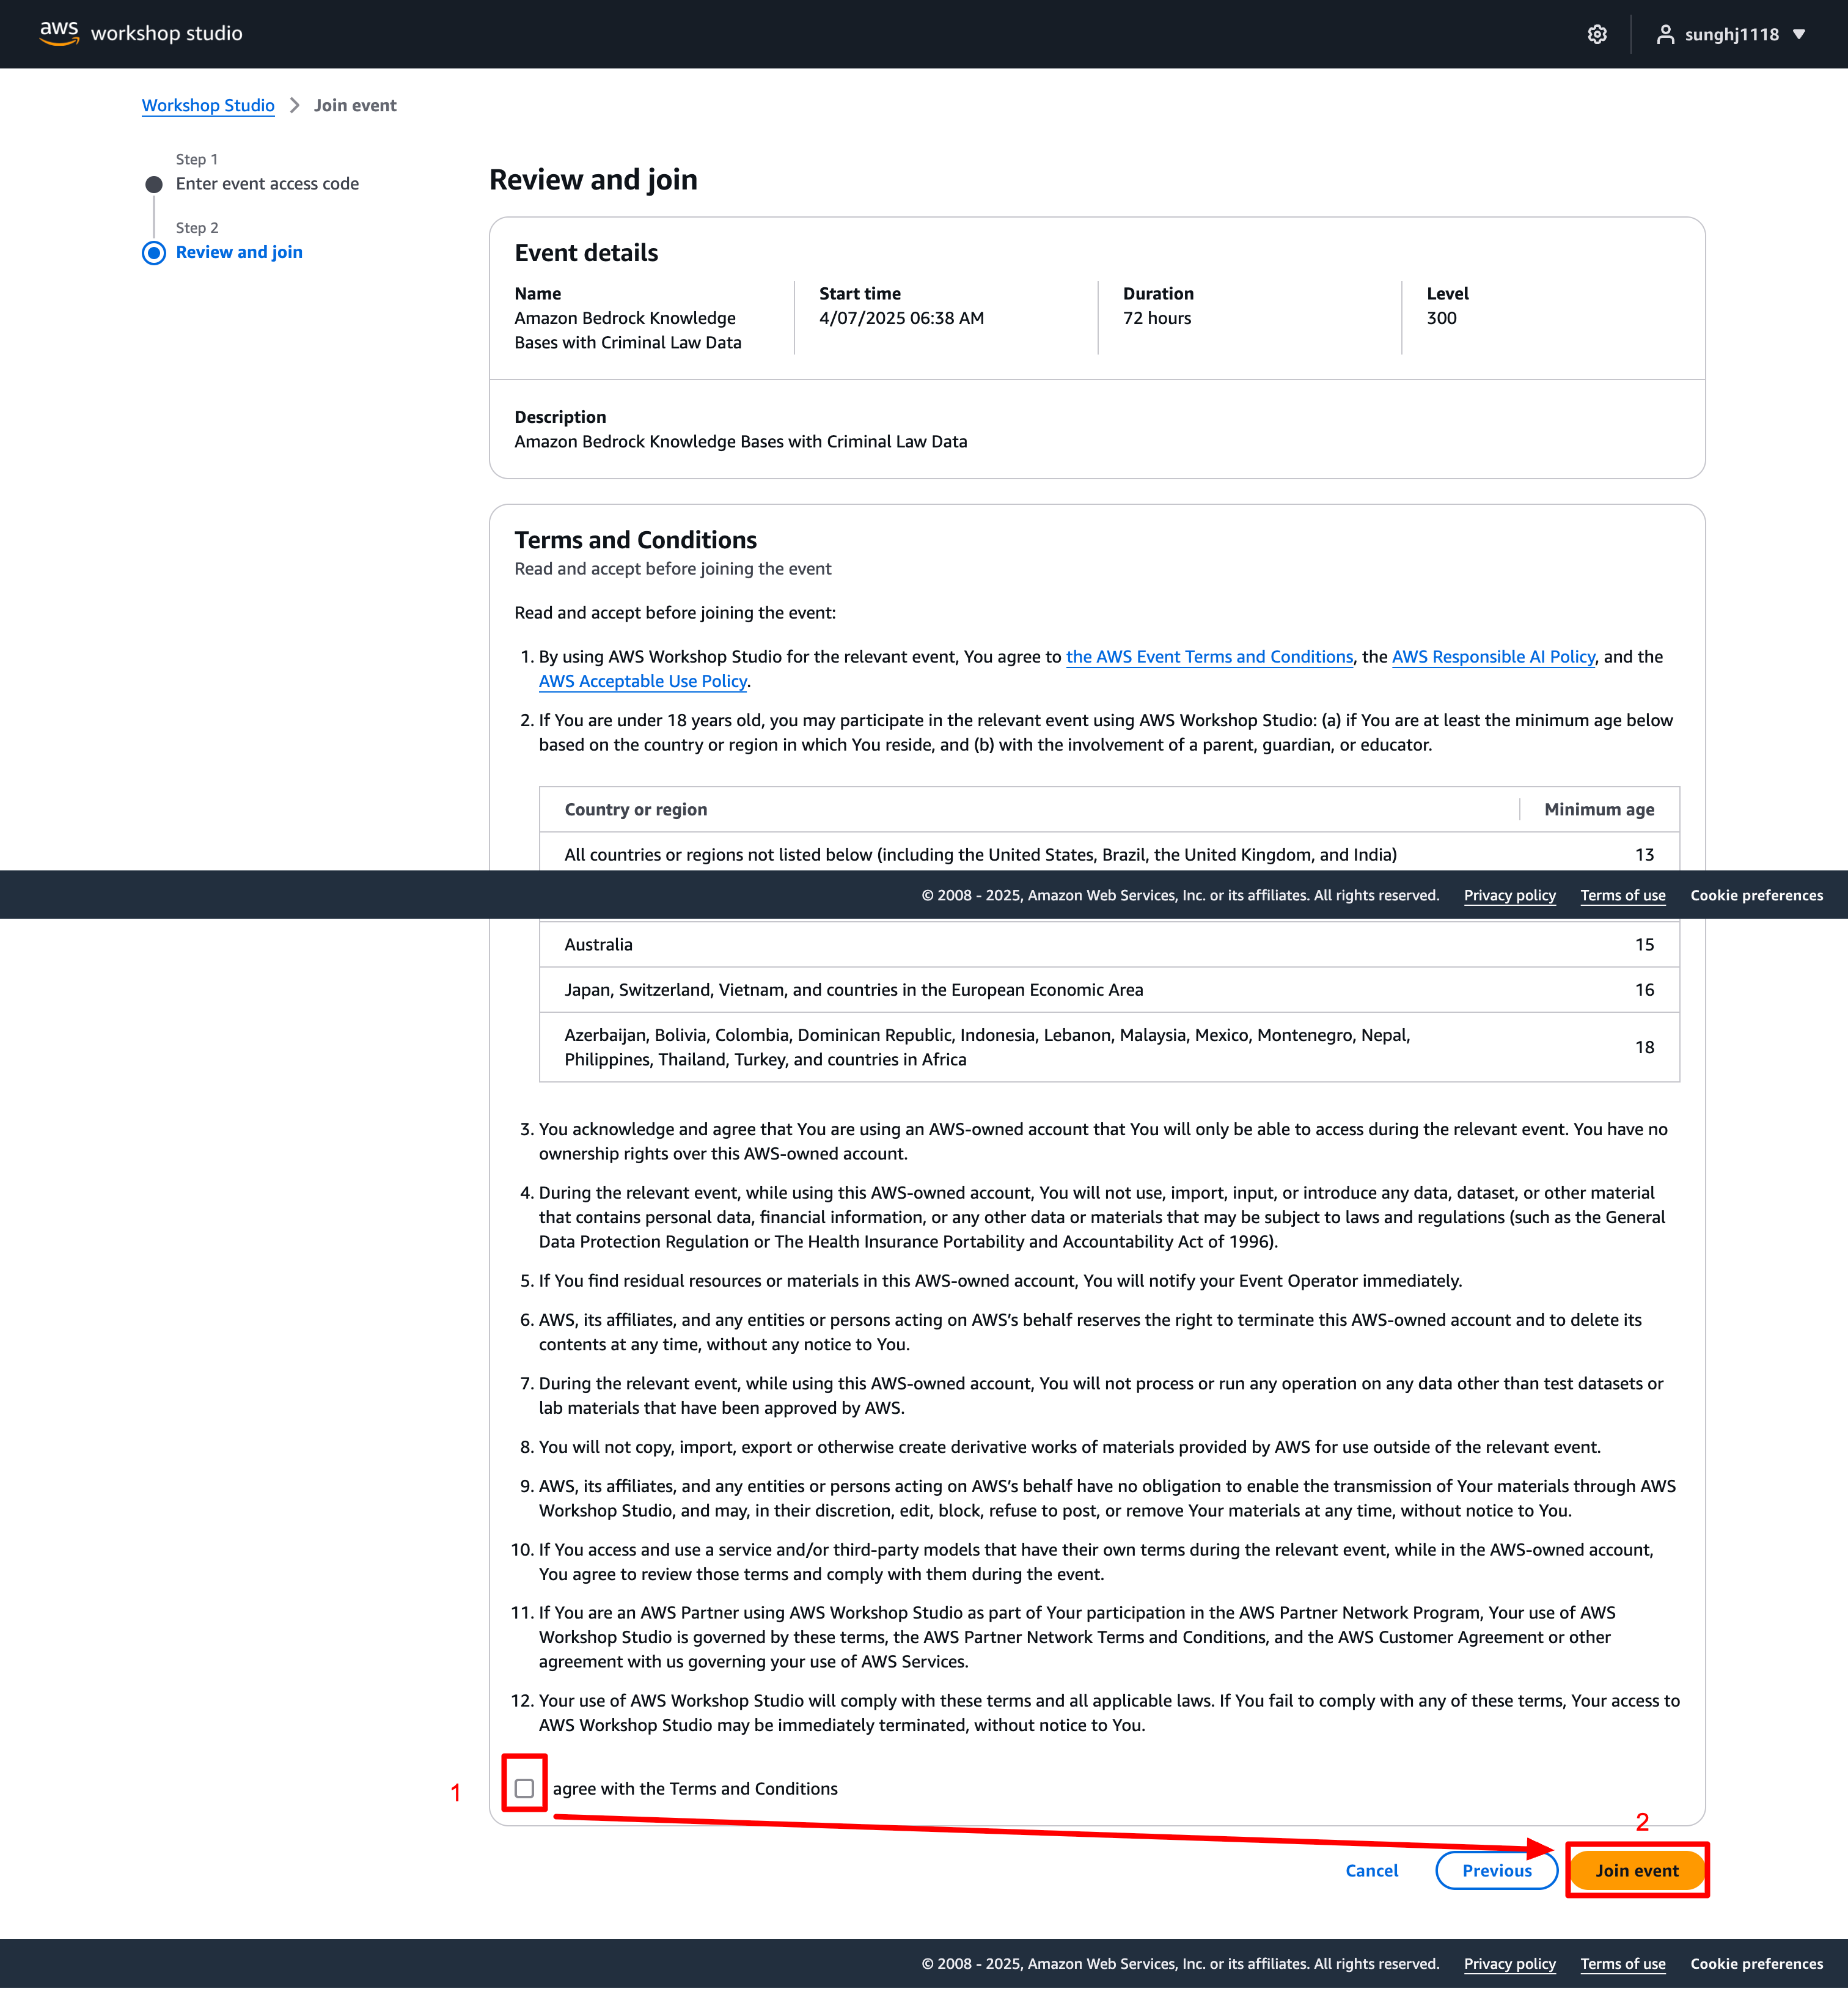 aws workshop studio
sunghj1118
Workshop Studio > Join event
Step 1
Enter event access code
Step 2
Review and join
Review and join
Event details
Name
Amazon Bedrock Knowledge
Bases with Criminal Law Data
Start time
4/07/2025 06:38 AM
Duration
72 hours
Level
300
Description
Amazon Bedrock Knowledge Bases with Criminal Law Data
Terms and Conditions
Read and accept before joining the event
Read and accept before joining the event:
1. By using AWS Workshop Studio for the relevant event, You agree to the AWS Event Terms and Conditions, the AWS Responsible AI Policy, and the
AWS Acceptable Use Policy.
2. If You are under 18 years old, you may participate in the relevant event using AWS Workshop Studio: (a) if You are at least the minimum age below
based on the country or region in which You reside, and (b) with the involvement of a parent, guardian, or educator.
Country or region Minimum age
All countries or regions not listed below (including the United States, Brazil, the United Kingdom, and India) 13
© 2008 - 2025, Amazon Web Services, Inc. or its affiliates. All rights reserved. Privacy policy Terms of use Cookie preferences
Australia 15
Japan, Switzerland, Vietnam, and countries in the European Economic Area 16
Azerbaijan, Bolivia, Colombia, Dominican Republic, Indonesia, Lebanon, Malaysia, Mexico, Montenegro, Nepal,
Philippines, Thailand, Turkey, and countries in Africa 18
3. You acknowledge and agree that You are using an AWS-owned account that You will only be able to access during the relevant event. You have no
ownership rights over this AWS-owned account.
4. During the relevant event, while using this AWS-owned account, You will not use, import, input, or introduce any data, dataset, or other material
that contains personal data, financial information, or any other data or materials that may be subject to laws and regulations (such as the General
Data Protection Regulation or The Health Insurance Portability and Accountability Act of 1996).
5. If You find residual resources or materials in this AWS-owned account, You will notify your Event Operator immediately.
6. AWS, its affiliates, and any entities or persons acting on AWS’s behalf reserves the right to terminate this AWS-owned account and to delete its
contents at any time, without any notice to You.
7. During the relevant event, while using this AWS-owned account, You will not process or run any operation on any data other than test datasets or
lab materials that have been approved by AWS.
8. You will not copy, import, export or otherwise create derivative works of materials provided by AWS for use outside of the relevant event.
9. AWS, its affiliates, and any entities or persons acting on AWS’s behalf have no obligation to enable the transmission of Your materials through AWS
Workshop Studio, and may, in their discretion, edit, block, refuse to post, or remove Your materials at any time, without notice to You.
10. If You access and use a service and/or third-party models that have their own terms during the relevant event, while in the AWS-owned account,
You agree to review those terms and comply with them during the event.
11. If You are an AWS Partner using AWS Workshop Studio as part of Your participation in the AWS Partner Network Program, Your use of AWS
Workshop Studio is governed by these terms, the AWS Partner Network Terms and Conditions, and the AWS Customer Agreement or other
agreement with us governing your use of AWS Services.
12. Your use of AWS Workshop Studio will comply with these terms and all applicable laws. If You fail to comply with any of these terms, Your access to
AWS Workshop Studio may be immediately terminated, without notice to You.
1
agree with the Terms and Conditions
2
Cancel Previous Join event
© 2008 - 2025, Amazon Web Services, Inc. or its affiliates. All rights reserved. Privacy policy Terms of use Cookie preferences